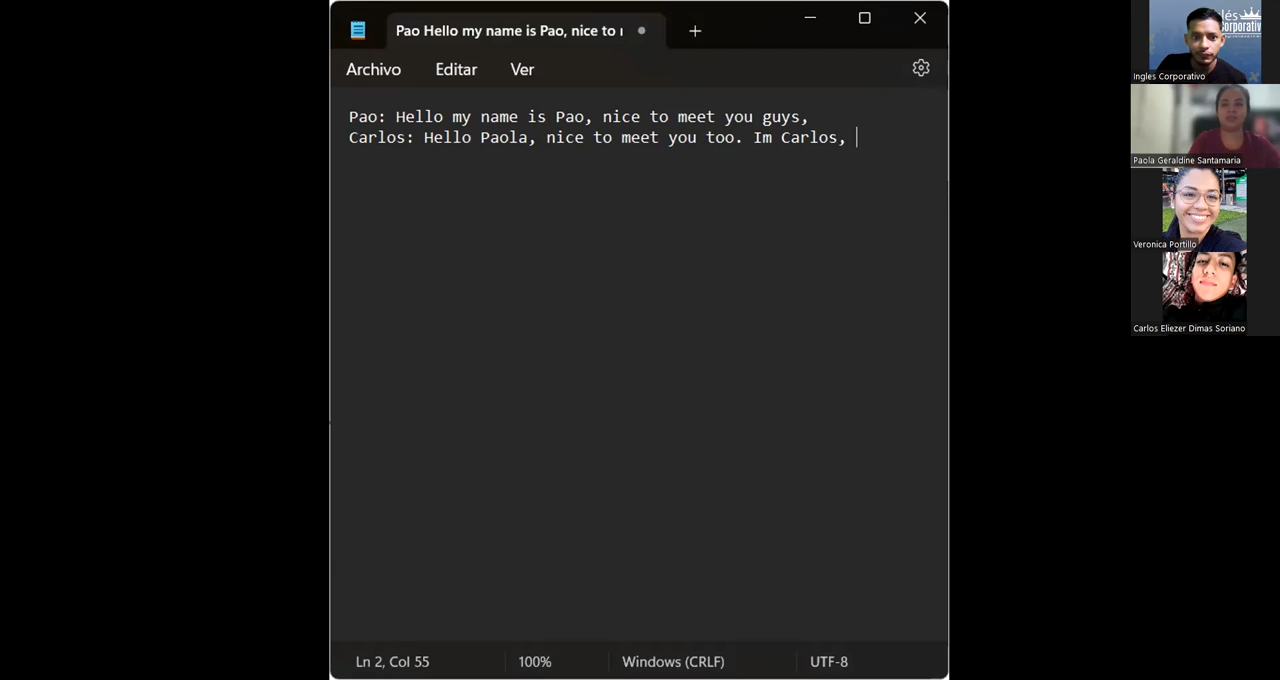 Pao Hello my name is Pao, nice to
Archivo
Editar
Ver
Pao: Hello my name is Pao, nice to meet you guys,
Carlos: Hello Paola, nice to meet you too. Im Carlos,
Ln 2, Col 55
100%
Windows (CRLF)
UTF-8
Ingles Corporativo
Paola Geraldine Santamaria
Veronica Portillo
Carlos Eliezer Dimas Soriano